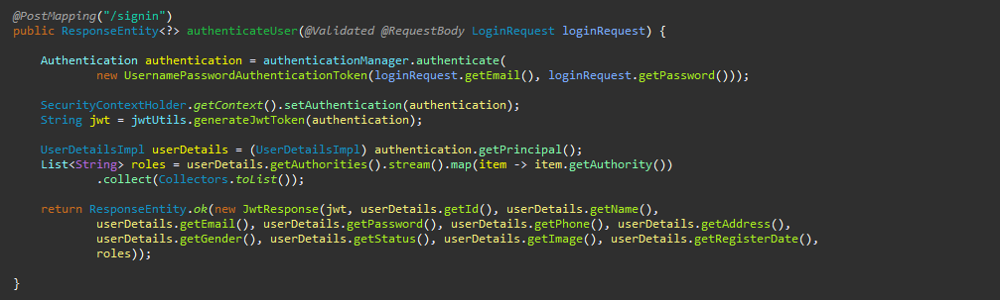 @PostMapping("/signin")
public ResponseEntity<?> authenticateUser(@Validated @RequestBody LoginRequest loginRequest) {
Authentication authentication = authenticationManager.authenticate(
new UsernamePasswordAuthenticationToken(loginRequest.getEmail(), loginRequest.getPassword()));
SecurityContextHolder.getContext().setAuthentication(authentication);
String jwt = jwtUtils.generateJwtToken(authentication);
UserDetailsImpl userDetails = (UserDetailsImpl) authentication.getPrincipal();
List<String> roles = userDetails.getAuthorities().stream().map(item -> item.getAuthority())
.collect(Collectors.toList());
return ResponseEntity.ok(new JwtResponse(jwt, userDetails.getId(), userDetails.getName(),
userDetails.getEmail(), userDetails.getPassword(), userDetails.getPhone(), userDetails.getAddress(),
userDetails.getGender(), userDetails.getStatus(), userDetails.getImage(), userDetails.getRegisterDate(),
roles));
}